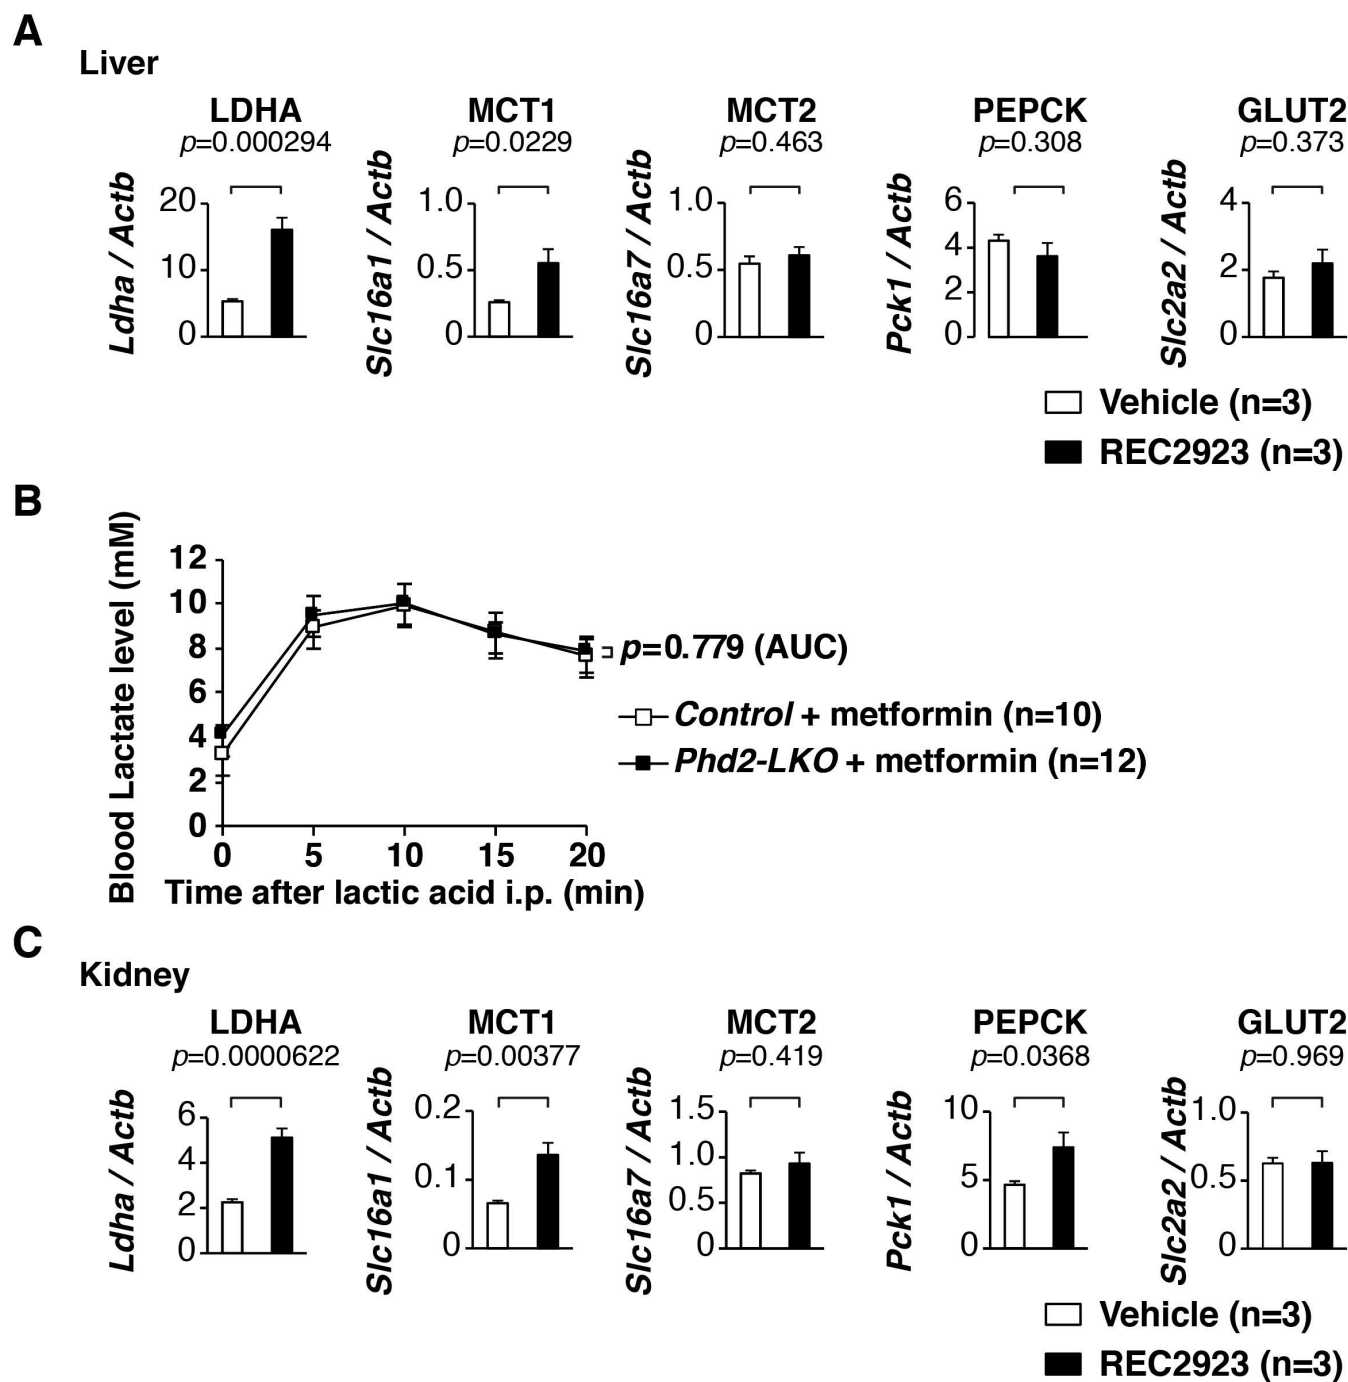 A
Liver
LDHA
p=0.000294
Ldha / Actb
20
10
0
MCT1
p=0.0229
Slc16a1 / Actb
1.0
0.5
0
MCT2
p=0.463
Slc16a7 / Actb
1.0
0.5
0
PEPCK
p=0.308
Pck1 / Actb
6
4
2
0
GLUT2
p=0.373
Slc2a2 / Actb
4
2
0
Vehicle (n=3)
REC2923 (n=3)
B
Blood Lactate level (mM)
12
10
8
6
4
2
0
0 5 10 15 20
Time after lactic acid i.p. (min)
p=0.779 (AUC)
Control + metformin (n=10)
Phd2-LKO + metformin (n=12)
C
Kidney
LDHA
p=0.0000622
Ldha / Actb
6
4
2
0
MCT1
p=0.00377
Slc16a1 / Actb
0.2
0.1
0
MCT2
p=0.419
Slc16a7 / Actb
1.5
1.0
0.5
0
PEPCK
p=0.0368
Pck1 / Actb
10
5
0
GLUT2
p=0.969
Slc2a2 / Actb
1.0
0.5
0
Vehicle (n=3)
REC2923 (n=3)